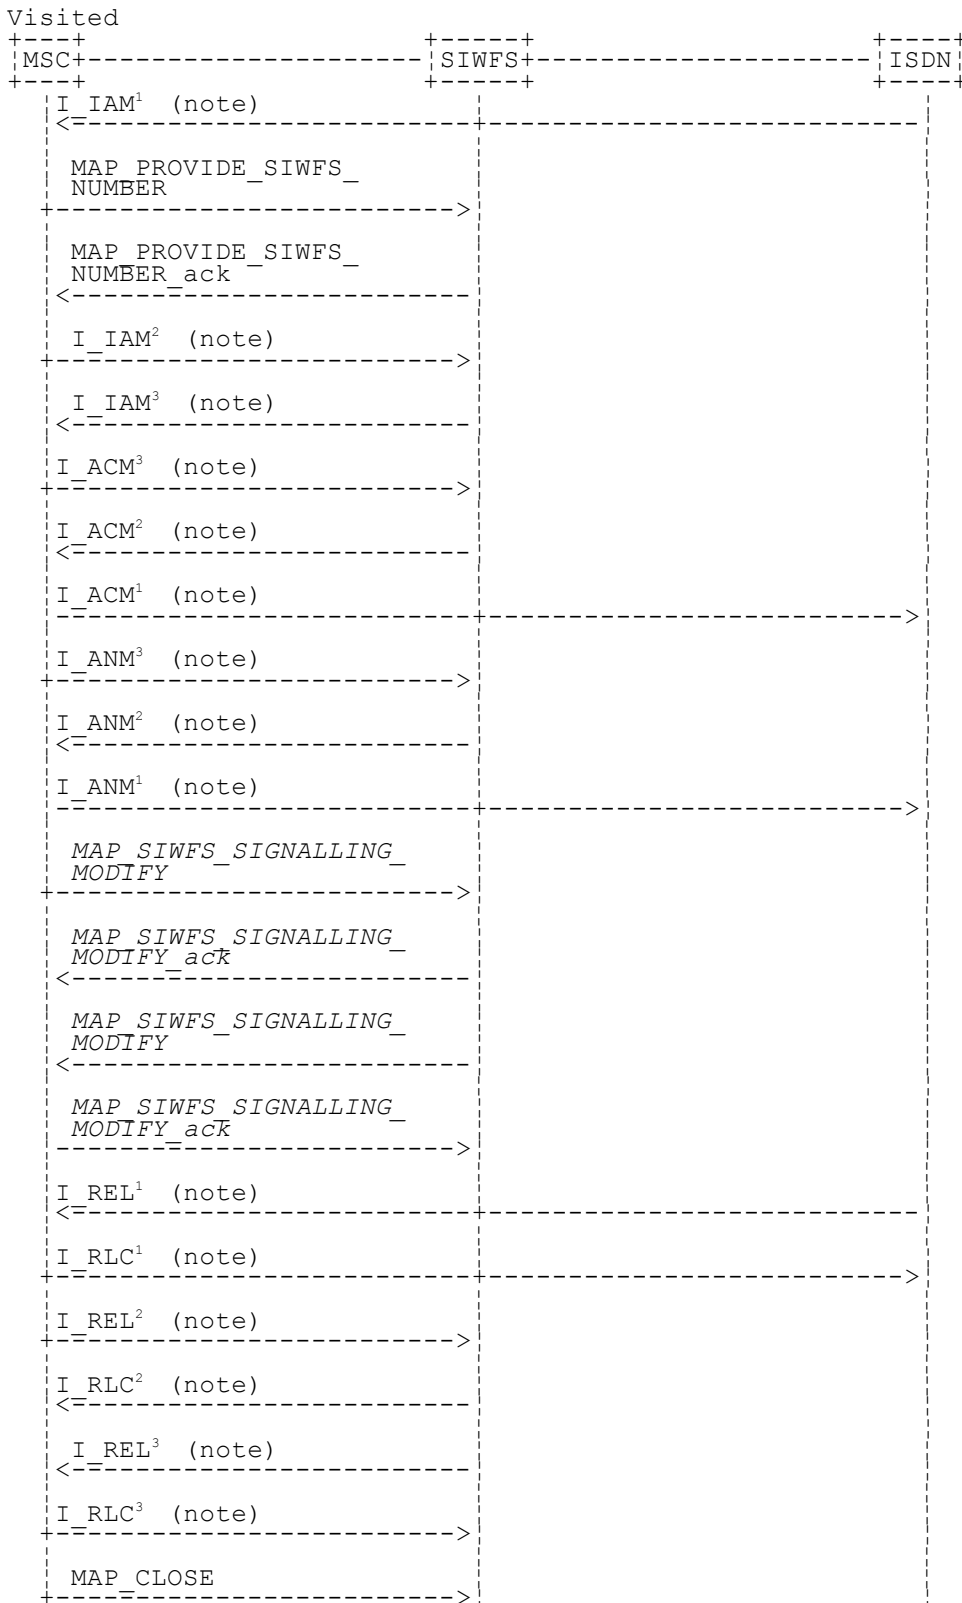 Visited
MSC SIWFS ISDN
I_IAM¹ (note)
MAP_PROVIDE_SIWFS_
NUMBER
MAP_PROVIDE_SIWFS_
NUMBER_ack
I_IAM² (note)
I_IAM³ (note)
I_ACM³ (note)
I_ACM² (note)
I_ACM¹ (note)
I_ANM³ (note)
I_ANM² (note)
I_ANM¹ (note)
MAP_SIWFS_SIGNALLING_
MODIFY
MAP_SIWFS_SIGNALLING_
MODIFY_ack
MAP_SIWFS_SIGNALLING_
MODIFY
MAP_SIWFS_SIGNALLING_
MODIFY_ack
I_REL¹ (note)
I_RLC¹ (note)
I_REL² (note)
I_RLC² (note)
I_REL³ (note)
I_RLC³ (note)
MAP_CLOSE